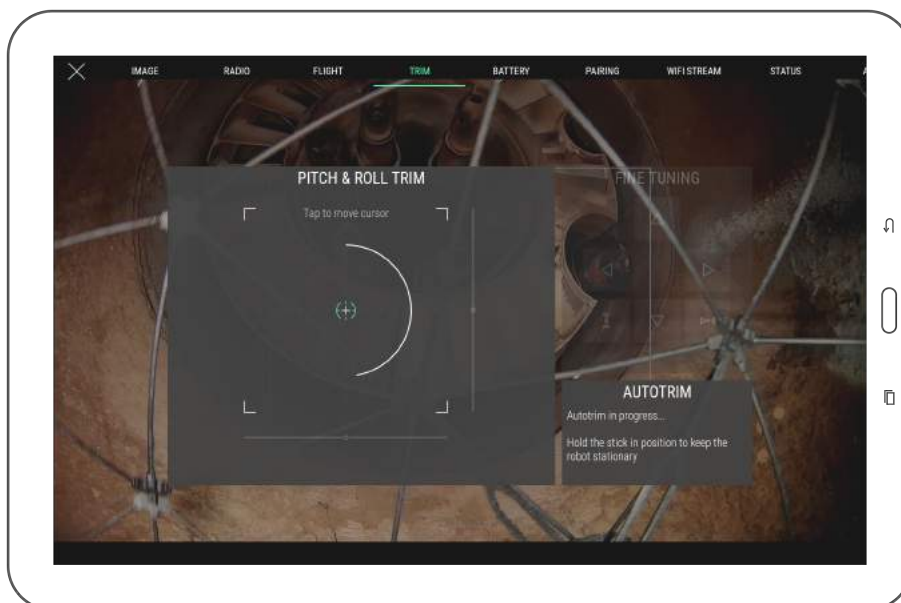 IMAGE
RADIO
FLIGHT
TRIM
BATTERY
PAIRING
WIFI STREAM
STATUS
PITCH & ROLL TRIM
Tap to move cursor
FINE TUNING
AUTOTRIM
Autotrim in progress...
Hold the stick in position to keep the
robot stationary